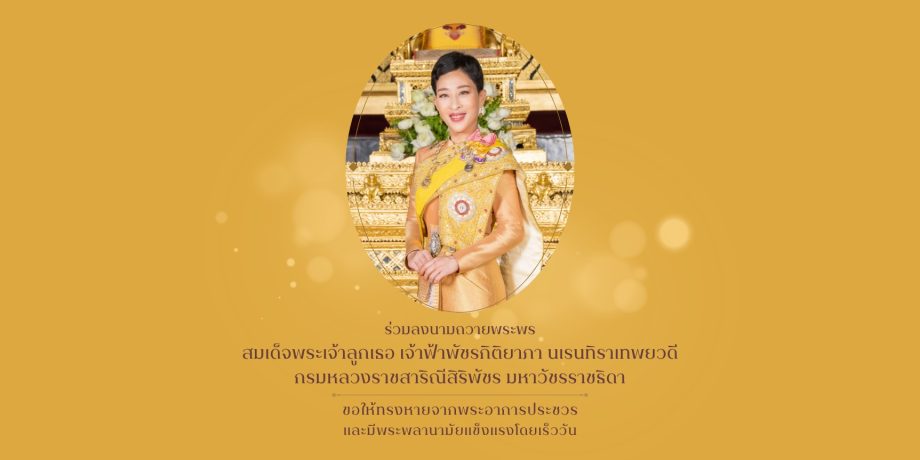 ร่วมลงนามถวายพระพร
สมเด็จพระเจ้าลูกเธอ เจ้าฟ้าพัชรกิติยาภา นเรนทิราเทพยวดี
กรมหลวงราชสาริณีสิริพัชร มหาวัชรราชธิดา
ขอให้ทรงหายจากพระอาการประชวร
และมีพระพลานามัยแข็งแรงโดยเร็ววัน